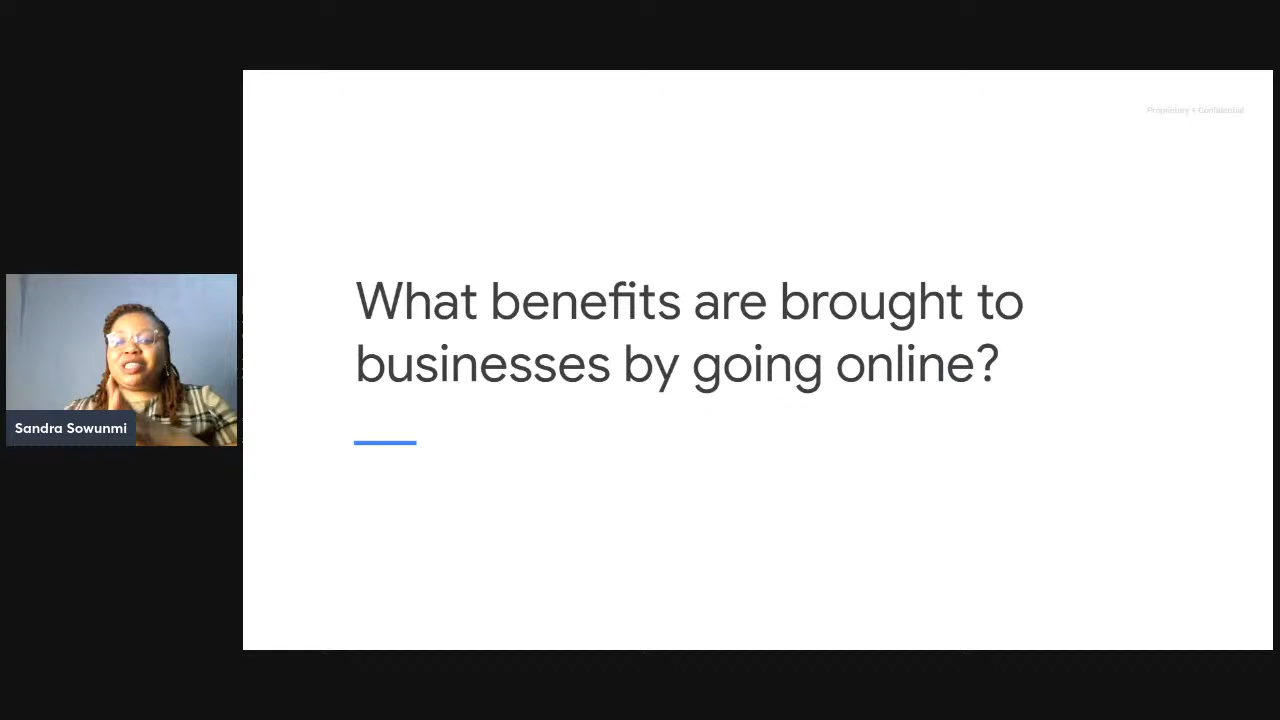 Proprietary + Confidential
What benefits are brought to
businesses by going online?
Sandra Sowunmi